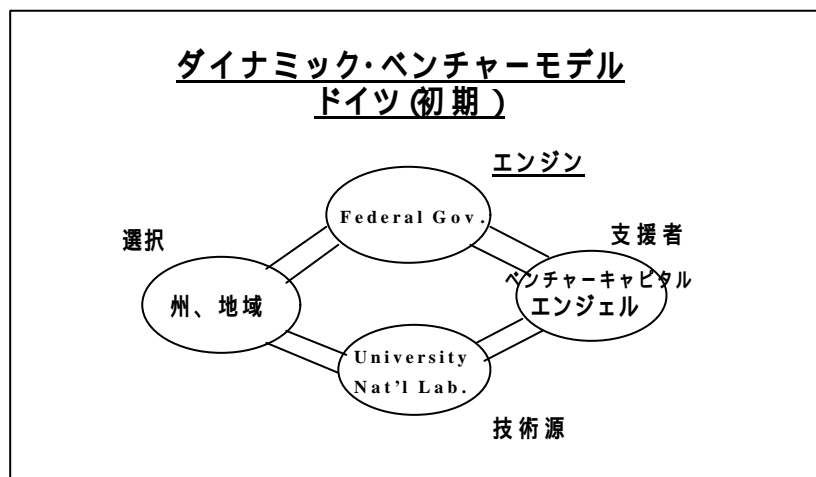 ダイナミック・ベンチャーモデル
ドイツ(初期)
エンジン
Federal Gov.
選択
支援者
州、地域
ベンチャーキャピタル
エンジェル
University
Nat'l Lab.
技術源